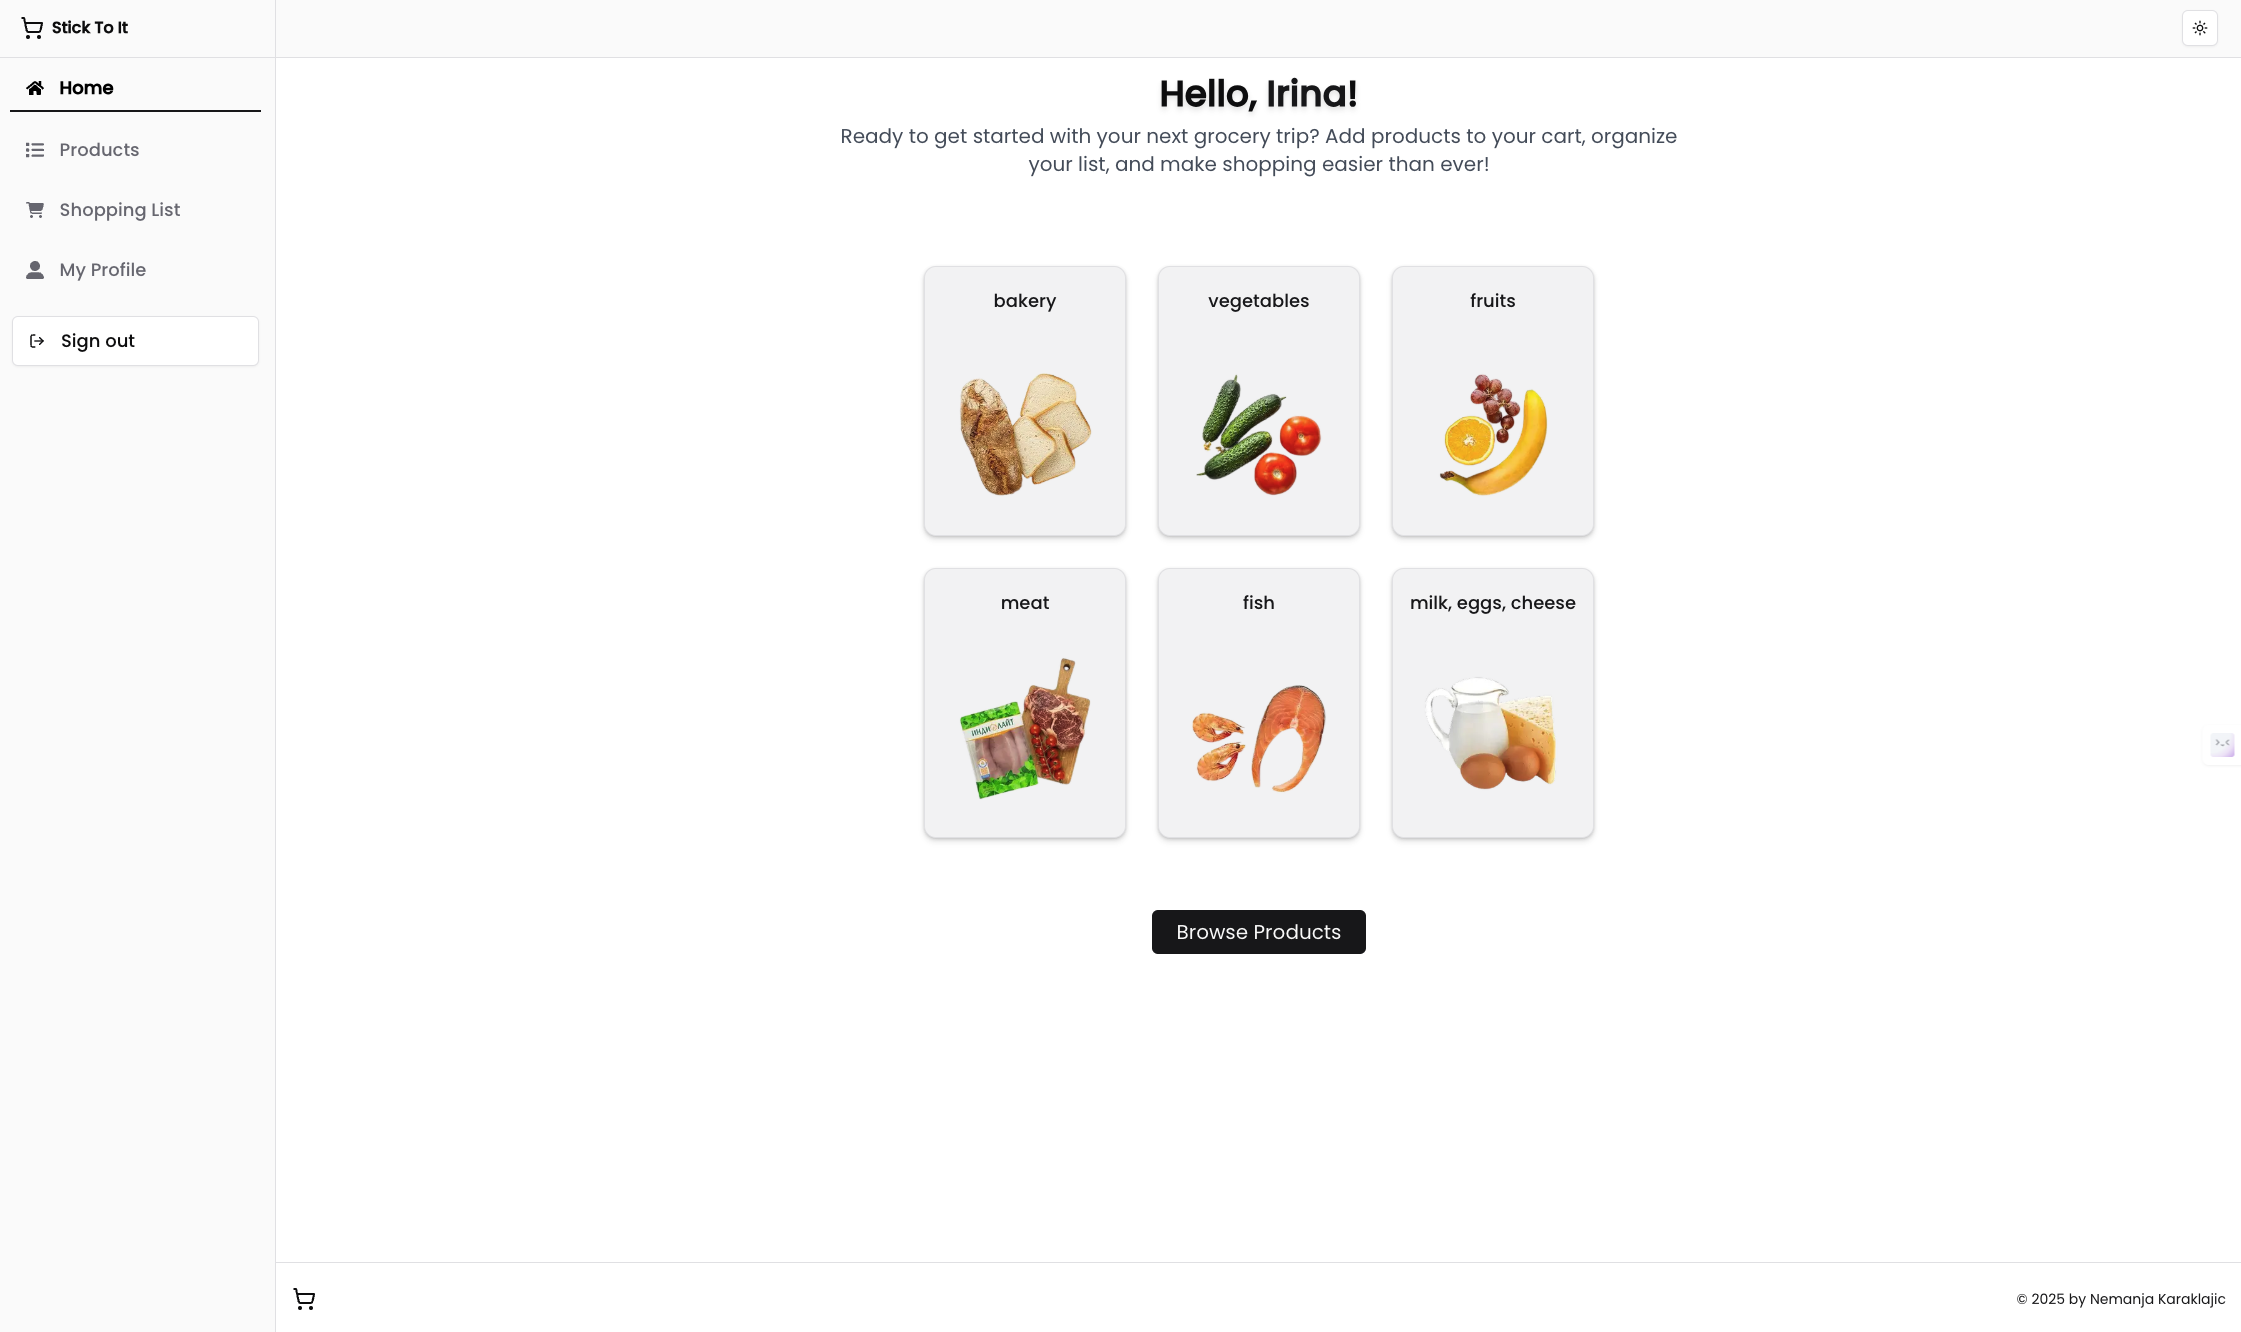 Stick To It
Home
Products
Shopping List
My Profile
Sign out
Hello, Irina!
Ready to get started with your next grocery trip? Add products to your cart, organize
your list, and make shopping easier than ever!
bakery
vegetables
fruits
meat
fish
milk, eggs, cheese
ИНДИЛАЙТ
Browse Products
© 2025 by Nemanja Karaklajic